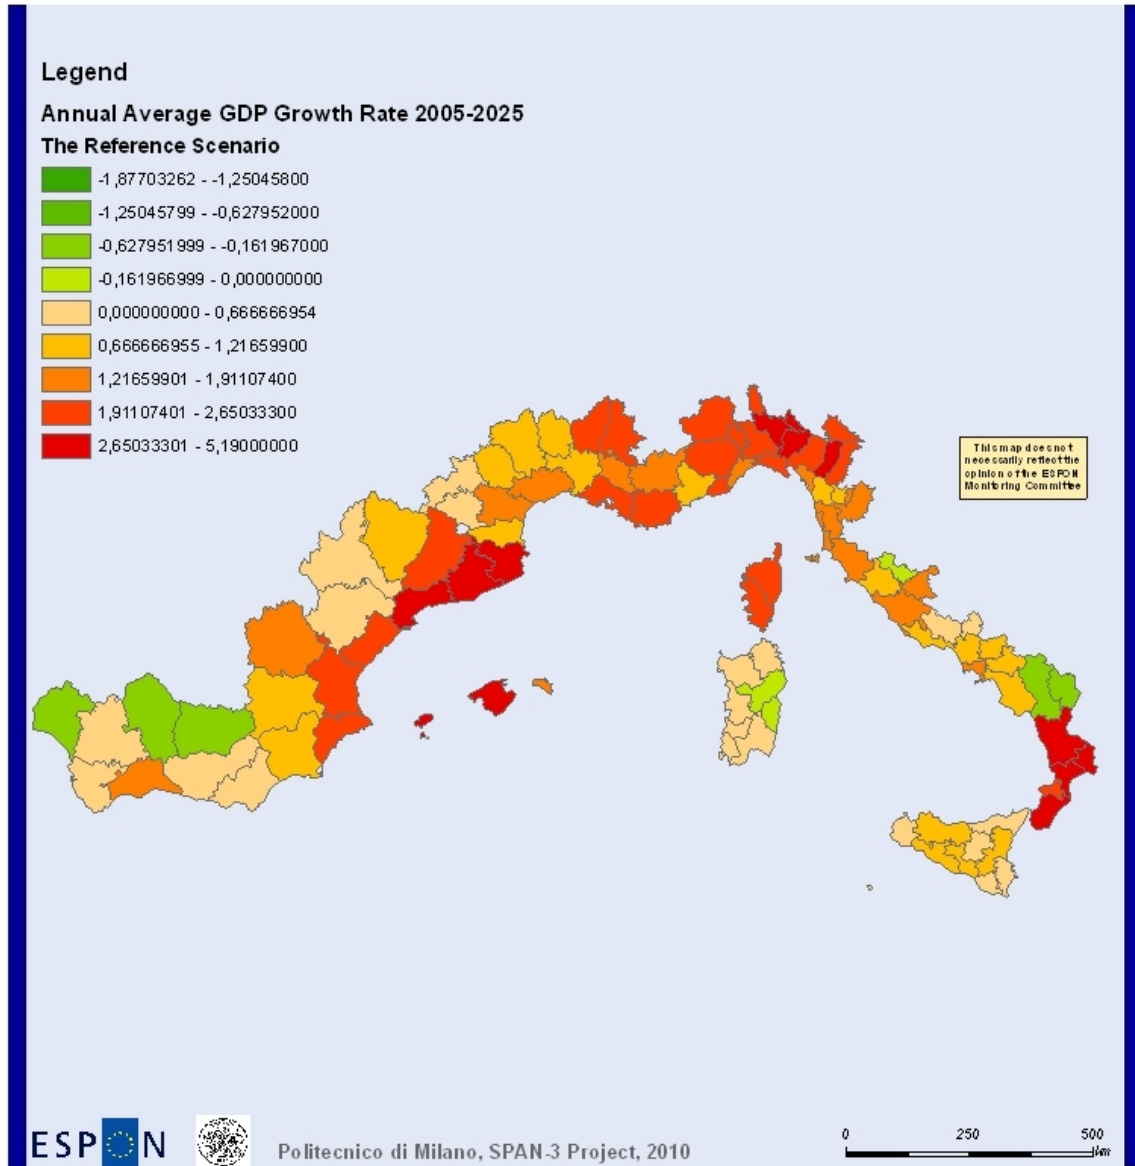 Legend
Annual Average GDP Growth Rate 2005-2025
The Reference Scenario
-1,87703262 - -1,25045800
-1,25045799 - -0,627952000
-0,627951999 - -0,161967000
-0,161966999 - 0,000000000
0,000000000 - 0,666666954
0,666666955 - 1,21659900
1,21659901 - 1,91107400
1,91107401 - 2,65033300
2,65033301 - 5,19000000
This map does not
necessarily reflect the
opinion of the ESPON
Monitoring Committee
ESPON
Politecnico di Milano, SPAN-3 Project, 2010
0 250 500
km